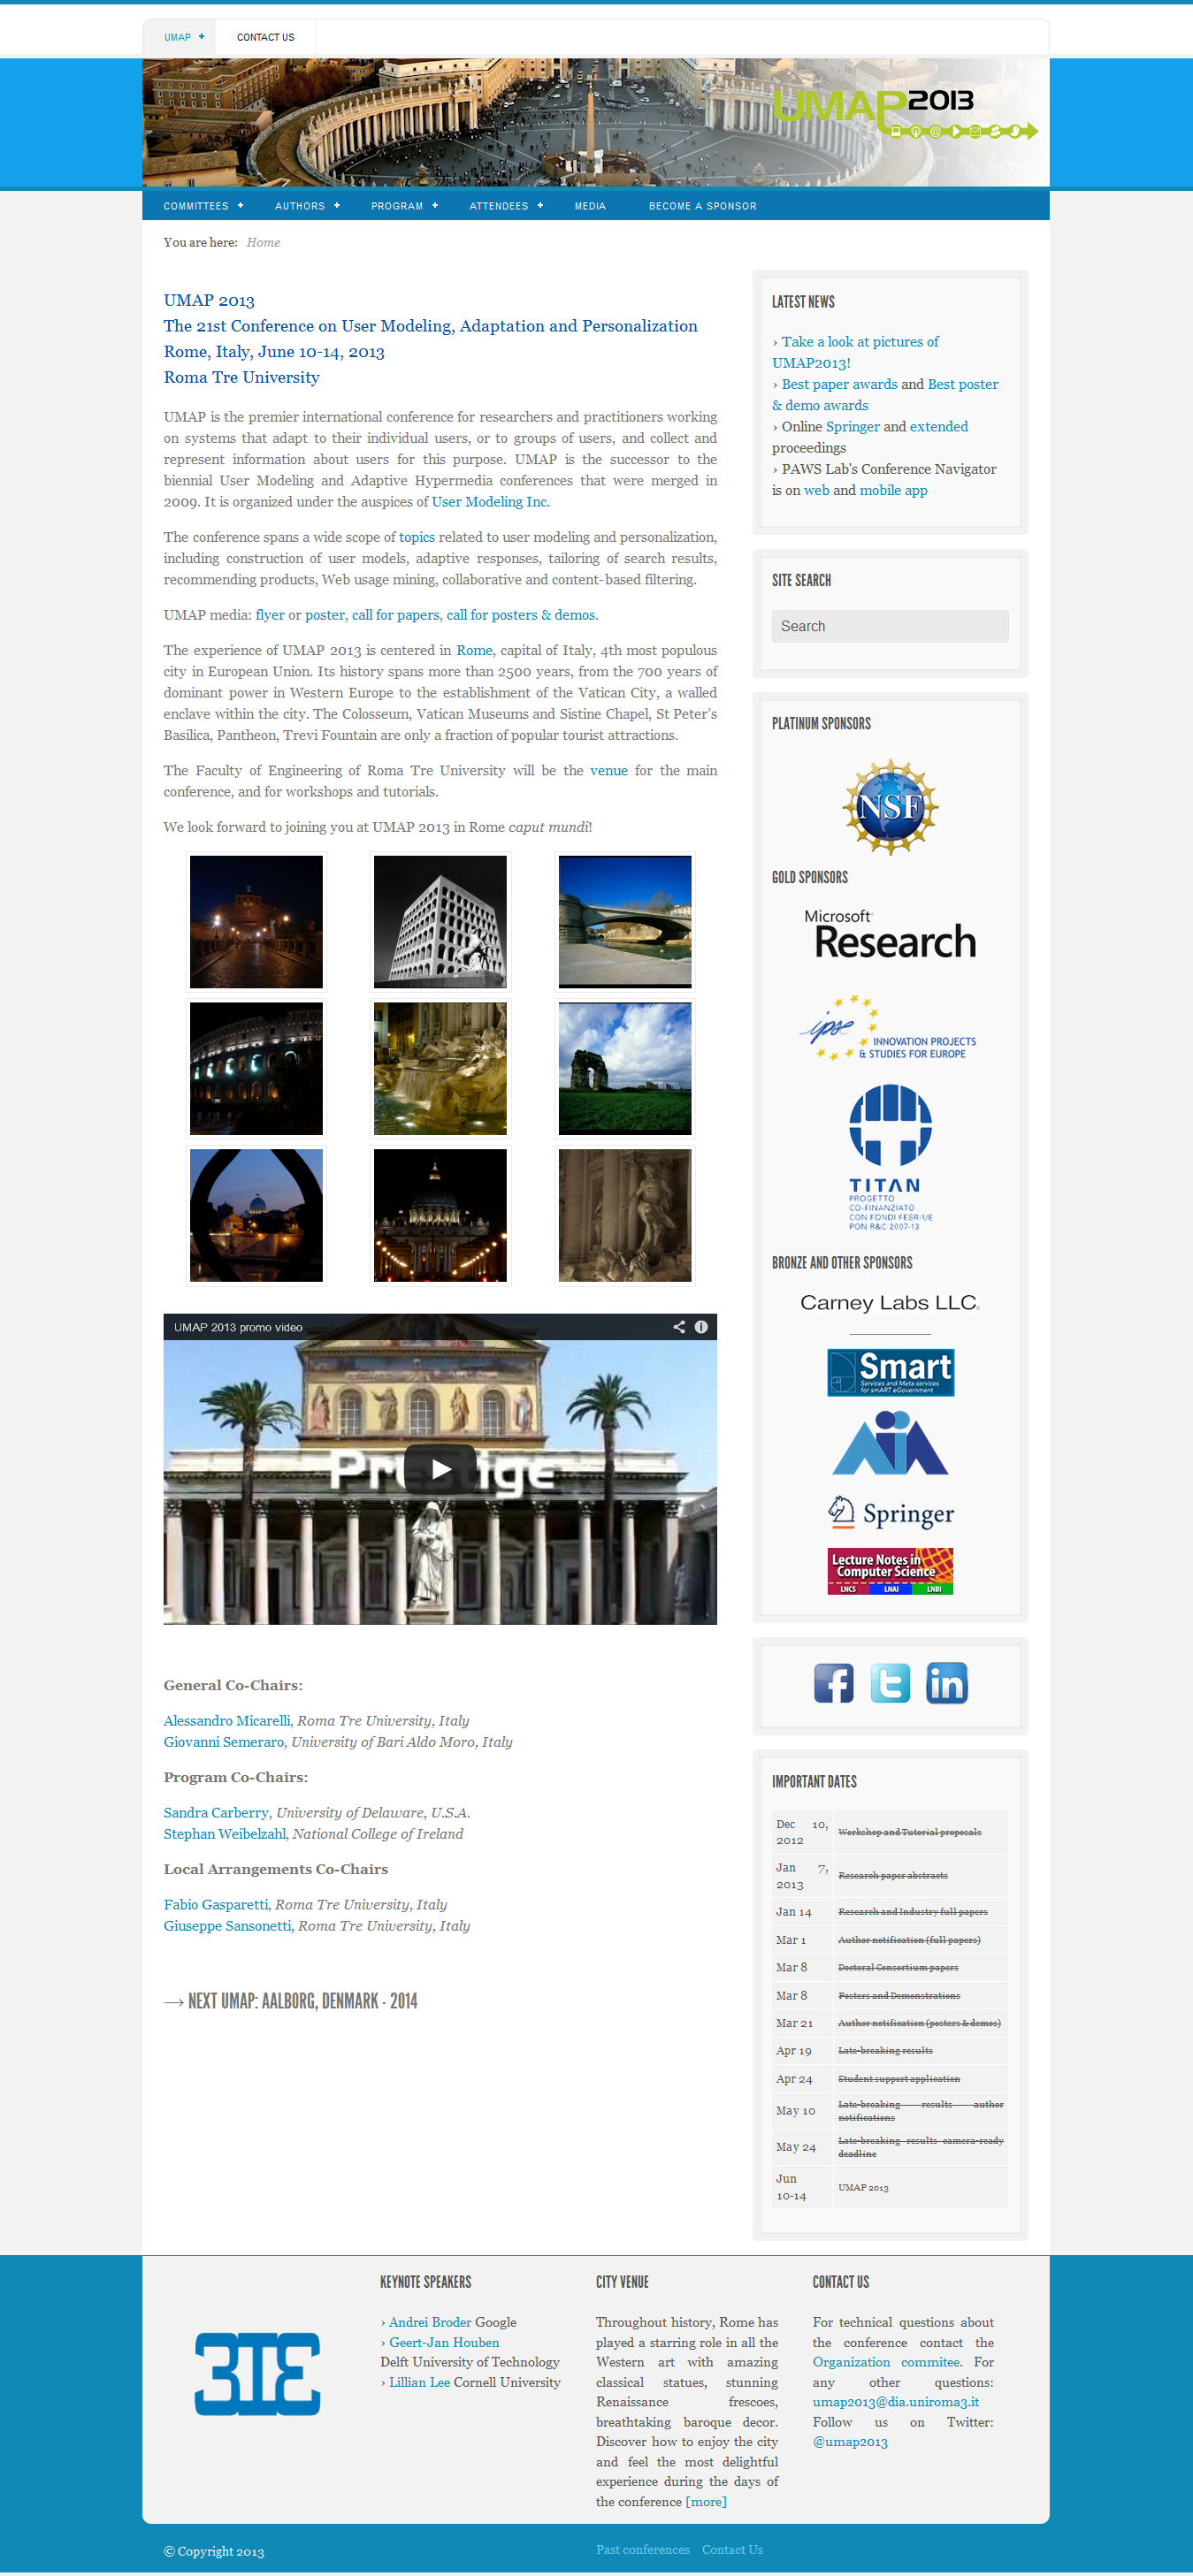 UMAP +
CONTACT US
UMAP2013
COMMITTEES + AUTHORS + PROGRAM + ATTENDEES + MEDIA BECOME A SPONSOR
You are here: Home
UMAP 2013
The 21st Conference on User Modeling, Adaptation and Personalization
Rome, Italy, June 10-14, 2013
Roma Tre University
UMAP is the premier international conference for researchers and practitioners working
on systems that adapt to their individual users, or to groups of users, and collect and
represent information about users for this purpose. UMAP is the successor to the
biennial User Modeling and Adaptive Hypermedia conferences that were merged in
2009. It is organized under the auspices of User Modeling Inc.
The conference spans a wide scope of topics related to user modeling and personalization,
including construction of user models, adaptive responses, tailoring of search results,
recommending products, Web usage mining, collaborative and content-based filtering.
UMAP media: flyer or poster, call for papers, call for posters & demos.
The experience of UMAP 2013 is centered in Rome, capital of Italy, 4th most populous
city in European Union. Its history spans more than 2500 years, from the 700 years of
dominant power in Western Europe to the establishment of the Vatican City, a walled
enclave within the city. The Colosseum, Vatican Museums and Sistine Chapel, St Peter's
Basilica, Pantheon, Trevi Fountain are only a fraction of popular tourist attractions.
The Faculty of Engineering of Roma Tre University will be the venue for the main
conference, and for workshops and tutorials.
We look forward to joining you at UMAP 2013 in Rome caput mundi!
UMAP 2013 promo video
Prestige
General Co-Chairs:
Alessandro Micarelli, Roma Tre University, Italy
Giovanni Semeraro, University of Bari Aldo Moro, Italy
Program Co-Chairs:
Sandra Carberry, University of Delaware, U.S.A.
Stephan Weibelzahl, National College of Ireland
Local Arrangements Co-Chairs
Fabio Gasparetti, Roma Tre University, Italy
Giuseppe Sansonetti, Roma Tre University, Italy
→ NEXT UMAP: AALBORG, DENMARK - 2014
LATEST NEWS
› Take a look at pictures of
UMAP2013!
› Best paper awards and Best poster
& demo awards
› Online Springer and extended
proceedings
› PAWS Lab's Conference Navigator
is on web and mobile app
SITE SEARCH
Search
PLATINUM SPONSORS
NSF
GOLD SPONSORS
Microsoft®
Research
ipse
INNOVATION PROJECTS
& STUDIES FOR EUROPE
TITAN
PROGETTO
CO-FINANZIATO
CON FONDI FESR/UE
PON R&C 2007-13
BRONZE AND OTHER SPONSORS
Carney Labs LLC.
Smart
Services and Meta-services
for smART eGovernment
Springer
Lecture Notes in
Computer Science
LNCS LNAI LNBI
f t in
IMPORTANT DATES
Dec 10, 2012 Workshop and Tutorial proposals
Jan 7, 2013 Research paper abstracts
Jan 14 Research and Industry full papers
Mar 1 Author notification (full papers)
Mar 8 Doctoral Consortium papers
Mar 8 Posters and Demonstrations
Mar 21 Author notification (posters & demos)
Apr 19 Late-breaking results
Apr 24 Student support application
May 10 Late-breaking results author notifications
May 24 Late-breaking results camera-ready deadline
Jun 10-14 UMAP 2013
KEYNOTE SPEAKERS
› Andrei Broder Google
› Geert-Jan Houben
Delft University of Technology
› Lillian Lee Cornell University
CITY VENUE
Throughout history, Rome has
played a starring role in all the
Western art with amazing
classical statues, stunning
Renaissance frescoes,
breathtaking baroque decor.
Discover how to enjoy the city
and feel the most delightful
experience during the days of
the conference [more]
CONTACT US
For technical questions about
the conference contact the
Organization commitee. For
any other questions:
umap2013@dia.uniroma3.it
Follow us on Twitter:
@umap2013
© Copyright 2013
Past conferences Contact Us